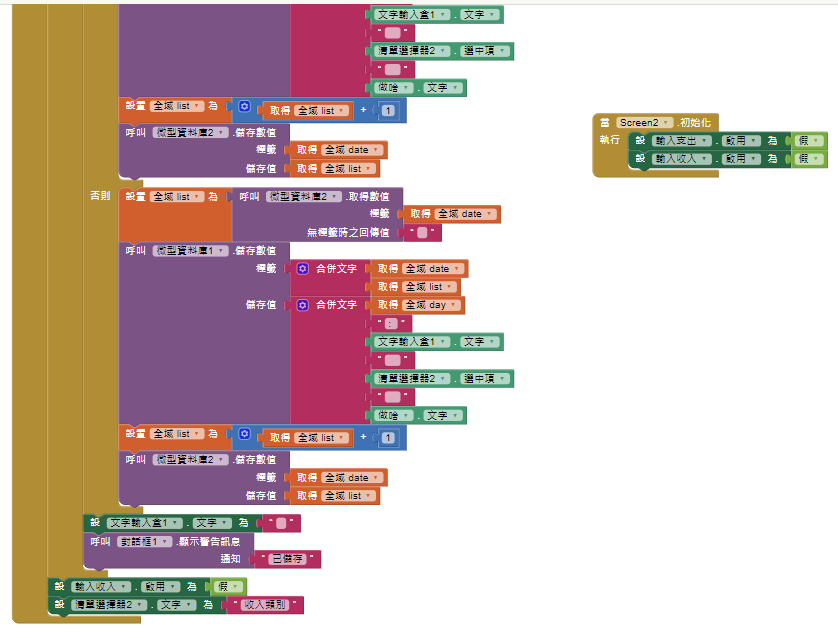 文字輸入盒1 . 文字
" "
清單選擇器2 . 選中項
" "
做啥 . 文字
設置 全域 list 為 取得 全域 list + 1
呼叫 微型資料庫2 .儲存數值
標籤 取得 全域 date
儲存值 取得 全域 list
否則 設置 全域 list 為 呼叫 微型資料庫2 .取得數值
標籤 取得 全域 date
無標籤時之回傳值 " "
呼叫 微型資料庫1 .儲存數值
標籤 合併文字 取得 全域 date
取得 全域 list
儲存值 合併文字 取得 全域 day
" : "
文字輸入盒1 . 文字
" "
清單選擇器2 . 選中項
" "
做啥 . 文字
設置 全域 list 為 取得 全域 list + 1
呼叫 微型資料庫2 .儲存數值
標籤 取得 全域 date
儲存值 取得 全域 list
設 文字輸入盒1 . 文字 為 " "
呼叫 對話框1 .顯示警告訊息
通知 " 已儲存 "
設 輸入收入 . 啟用 為 假
設 清單選擇器2 . 文字 為 " 收入類別 "
當 Screen2 .初始化
執行 設 輸入支出 . 啟用 為 假
設 輸入收入 . 啟用 為 假